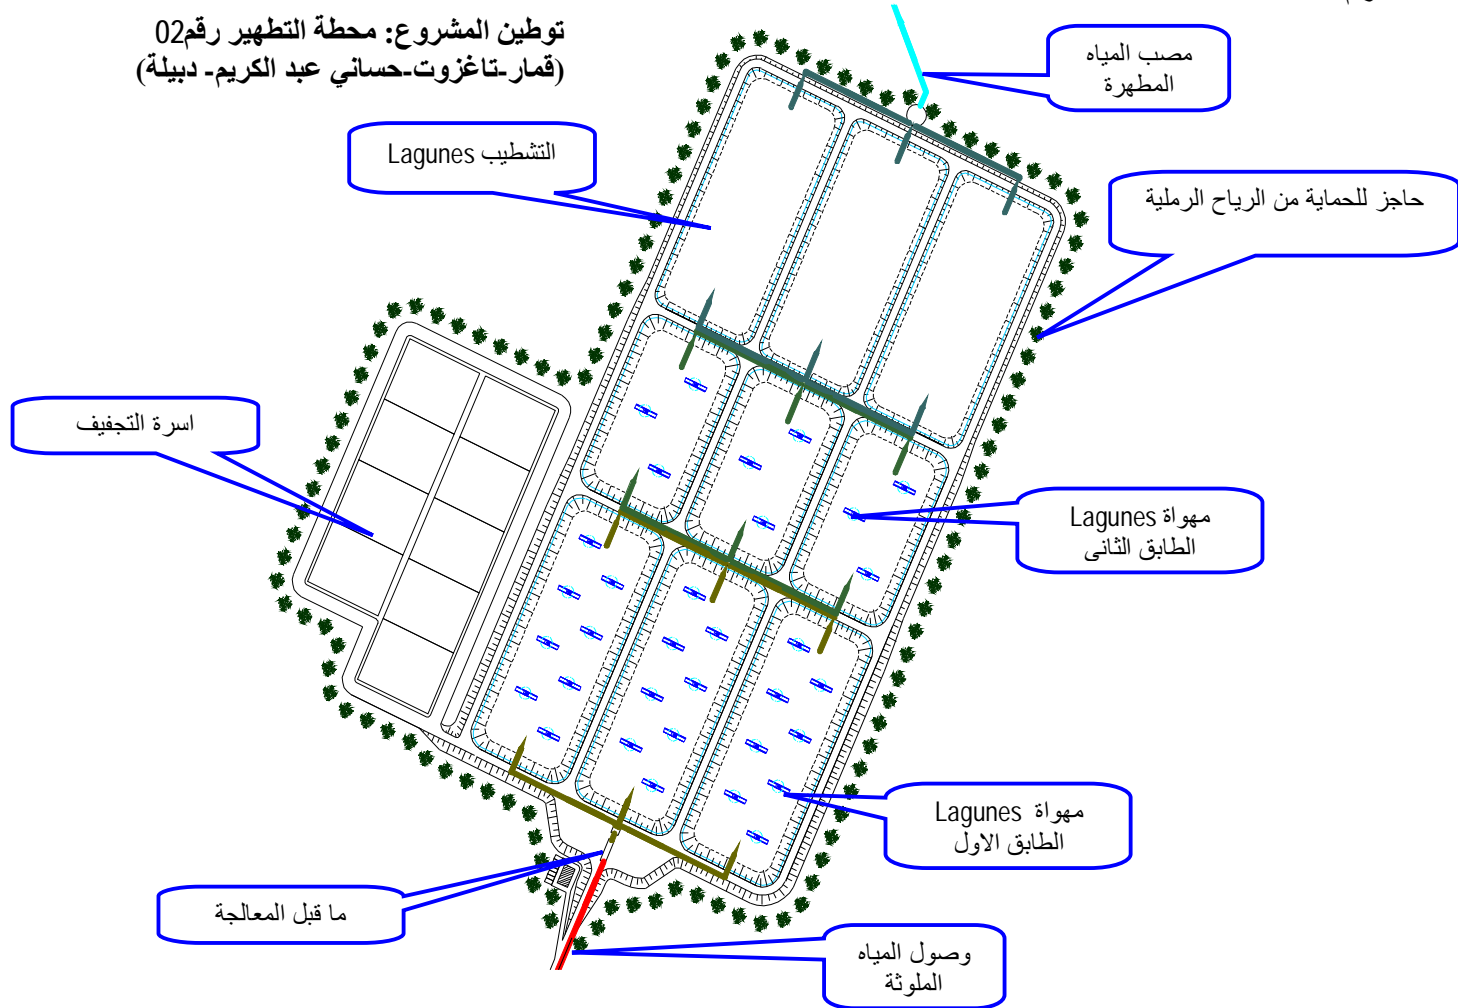 توطين المشروع: محطة التطهير رقم02
(قمار-تاغزوت-حساني عبد الكريم- دبيلة)
مصب المياه
المطهرة
التشطيب Lagunes
حاجز للحماية من الرياح الرملية
اسرة التجفيف
مهواة Lagunes
الطابق الثانى
مهواة Lagunes
الطابق الاول
ما قبل المعالجة
وصول المياه
الملوثة